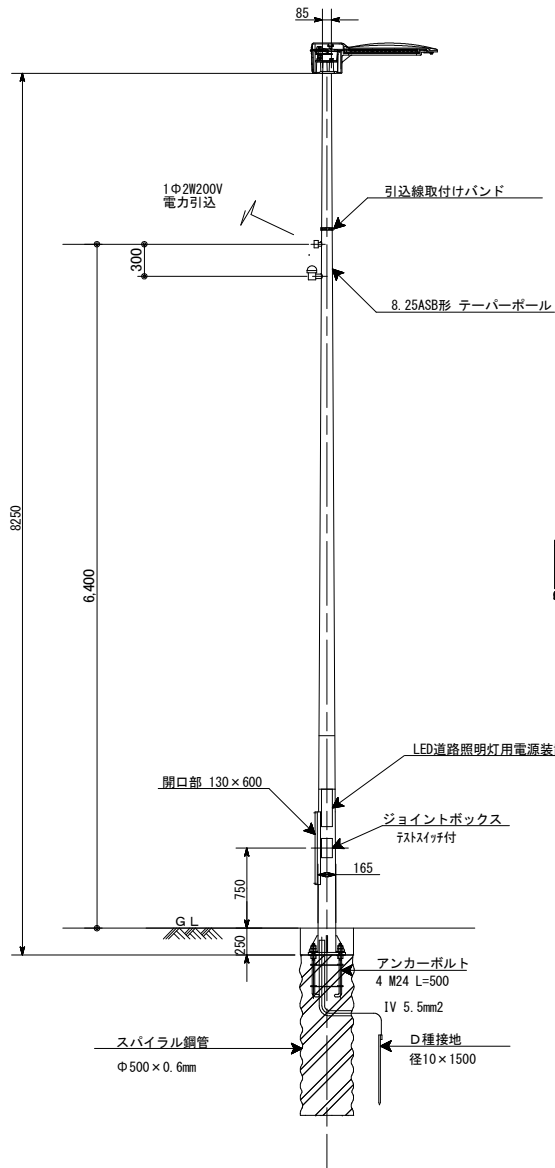 85
1Φ2W200V
電力引込
引込線取付けバンド
300
8.25ASB形 テーパーポール
8250
6,400
LED道路照明灯用電源装
開口部 130×600
ジョイントボックス
ﾃｽﾄｽｲｯﾁ付
165
750
GL
250
アンカーボルト
4 M24 L=500
IV 5.5mm2
スパイラル鋼管
Φ500×0.6mm
D種接地
径10×1500